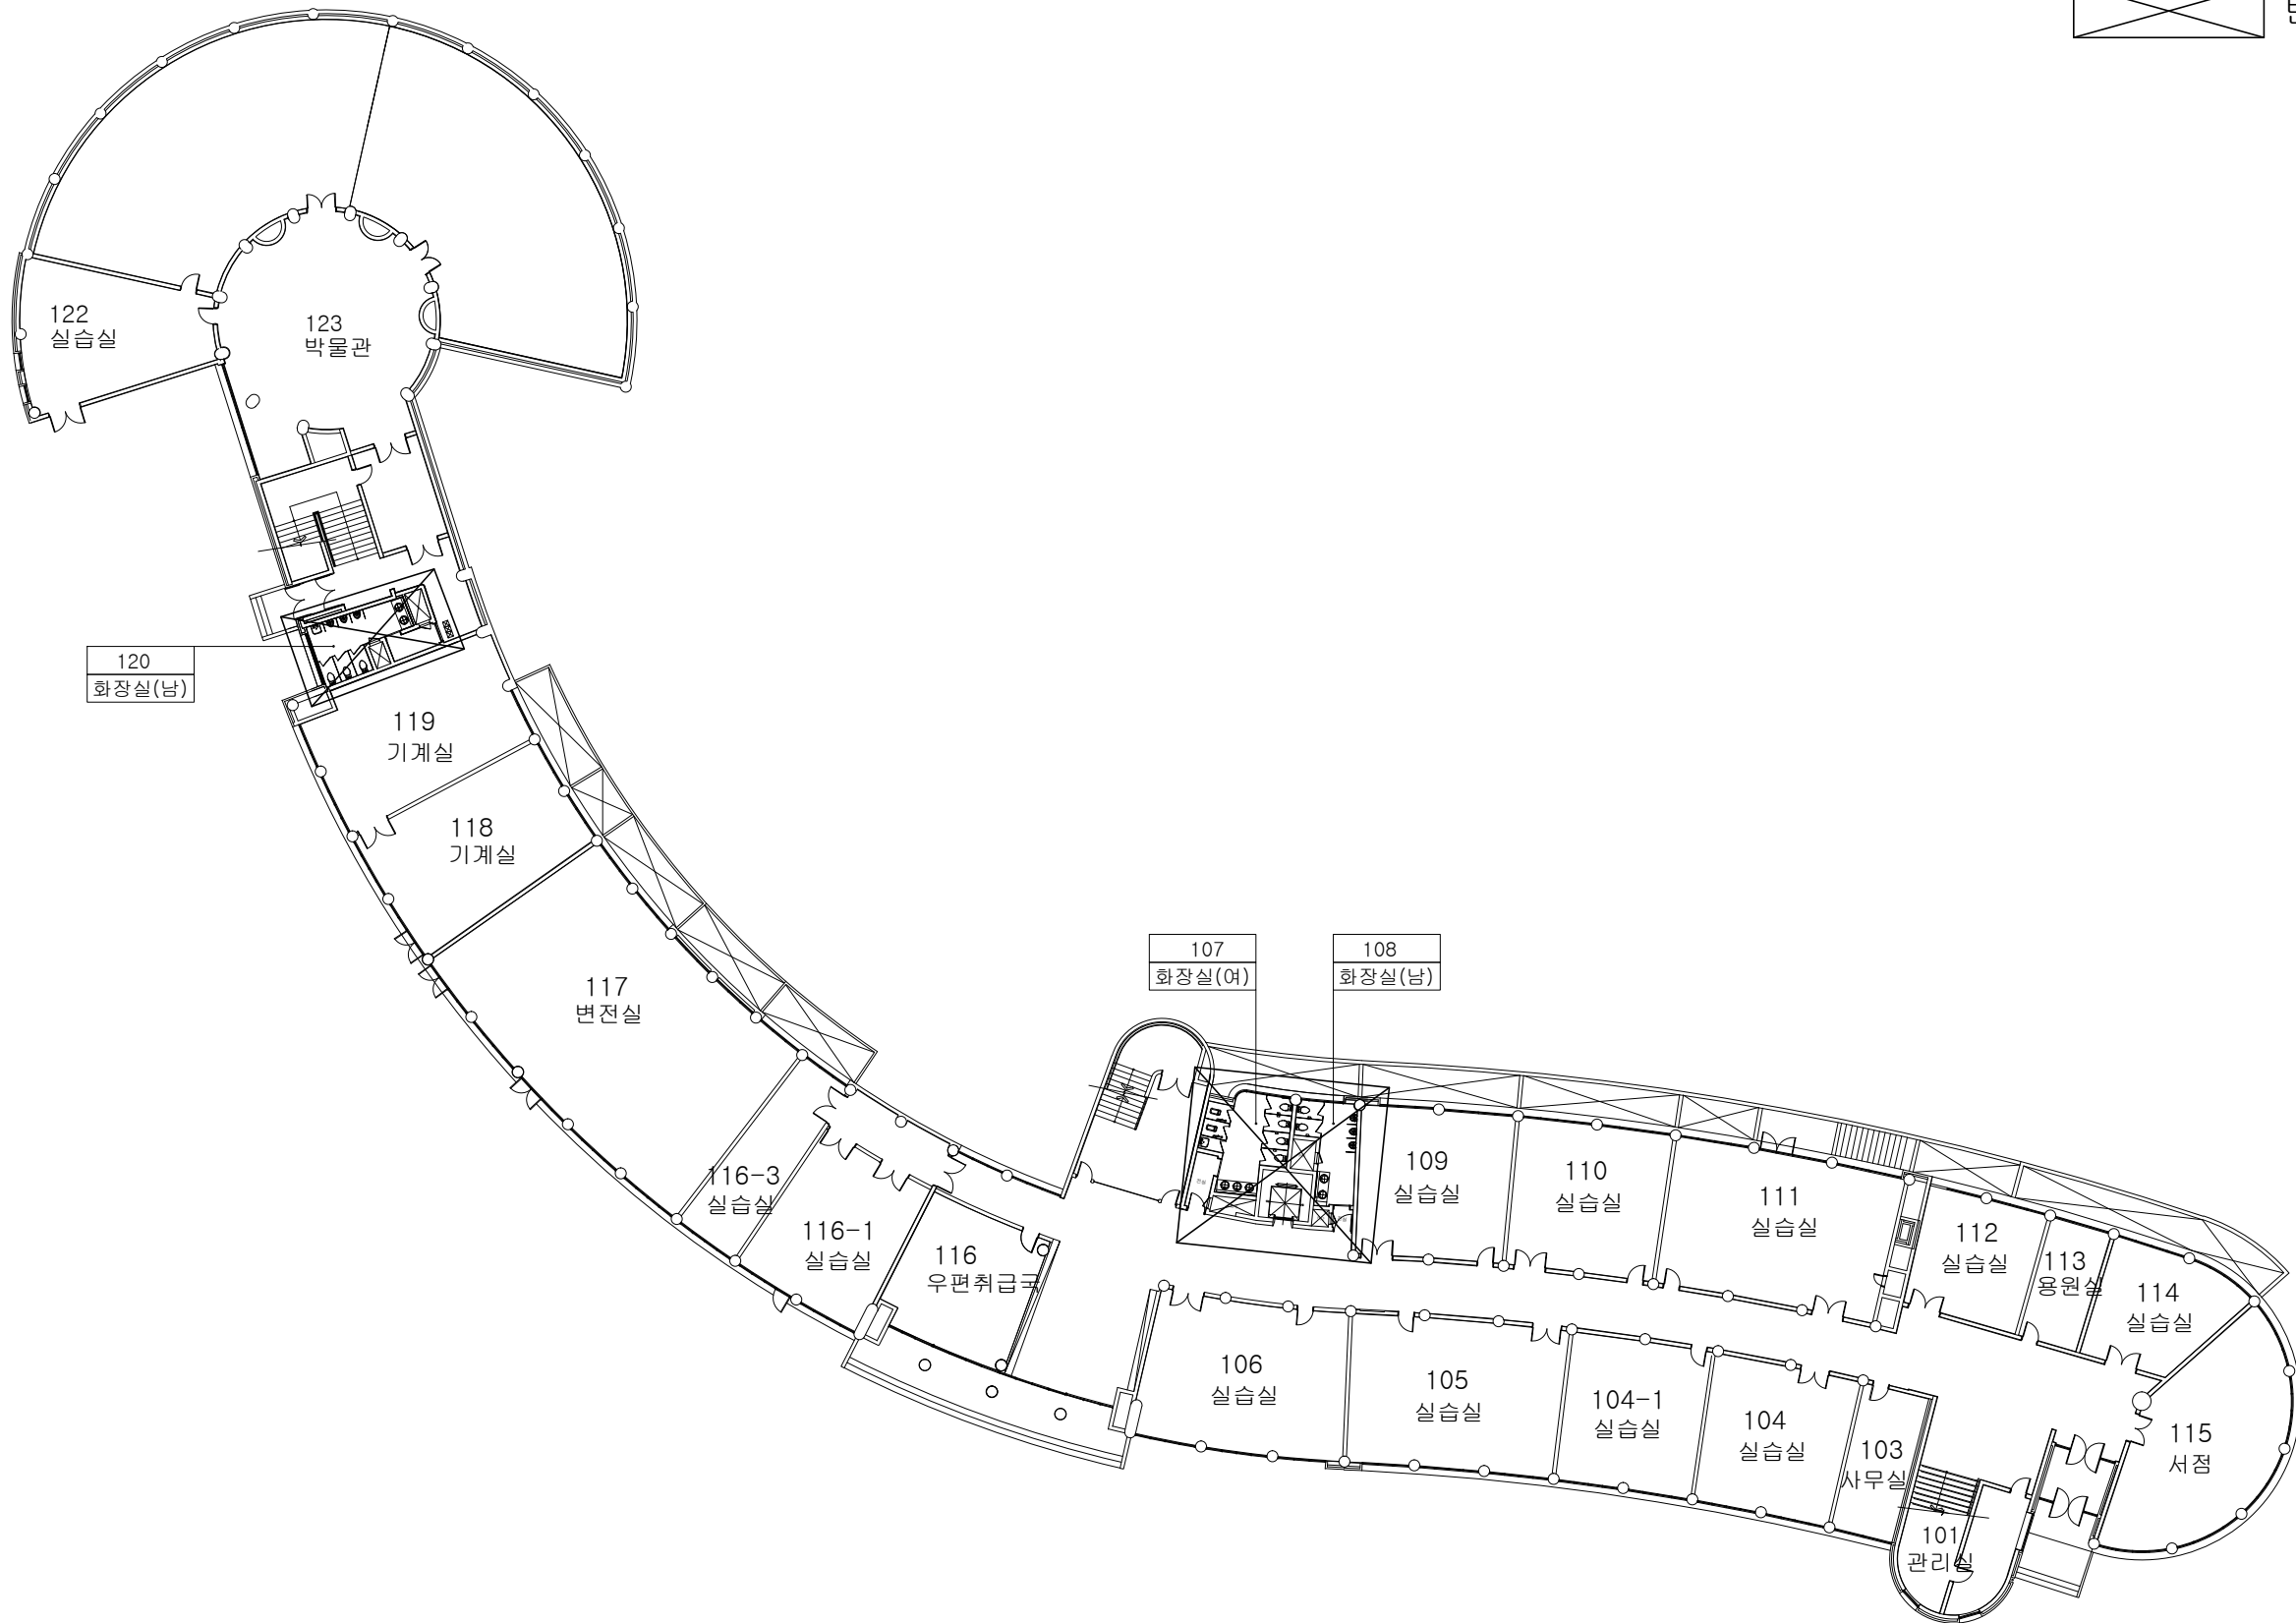 122
실습실
123
박물관
120
화장실(남)
119
기계실
118
기계실
117
변전실
107
화장실(여)
108
화장실(남)
116-3
실습실
116-1
실습실
116
우편취급국
109
실습실
110
실습실
111
실습실
112
실습실
113
용원실
114
실습실
106
실습실
105
실습실
104-1
실습실
104
실습실
103
사무실
115
서점
101
관리실